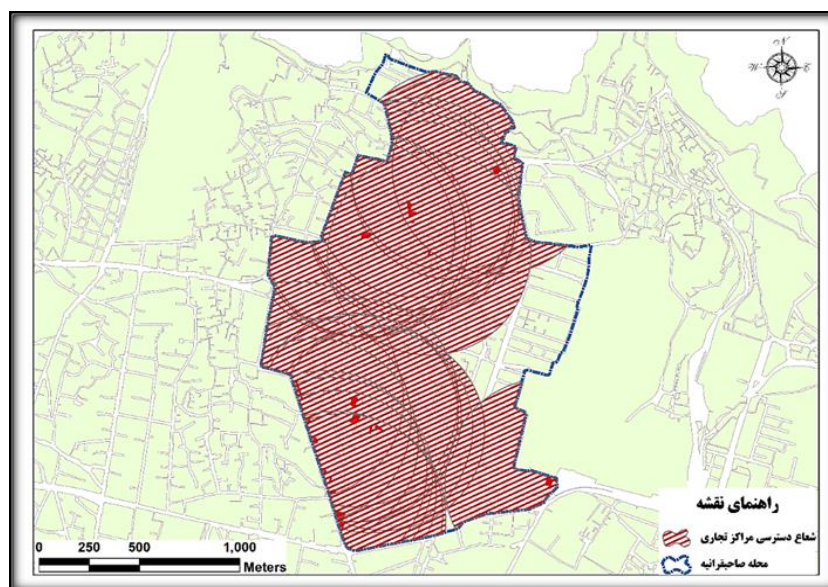 N
W E
S
راهنمای نقشه
شعاع دسترسی مراکز تجاری
محله صاحبقرانیه
0 250 500 1,000
Meters